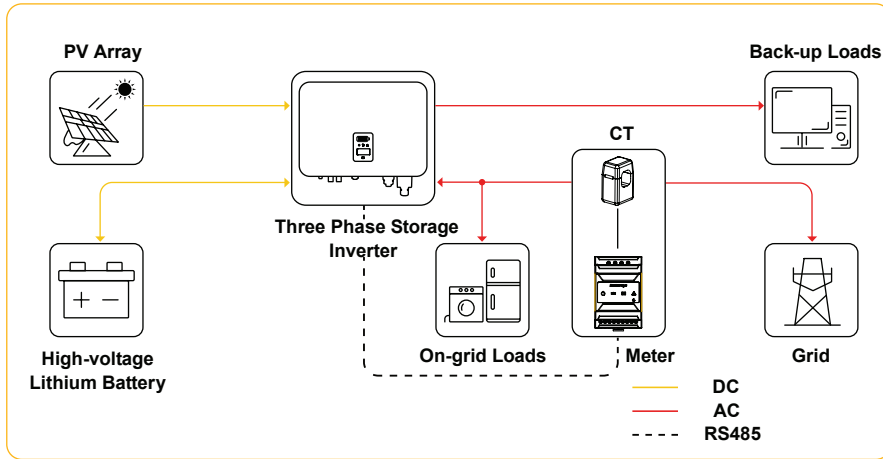 PV Array
Back-up Loads
CT
Three Phase Storage
Inverter
High-voltage
Lithium Battery
On-grid Loads
Meter
Grid
DC
AC
RS485